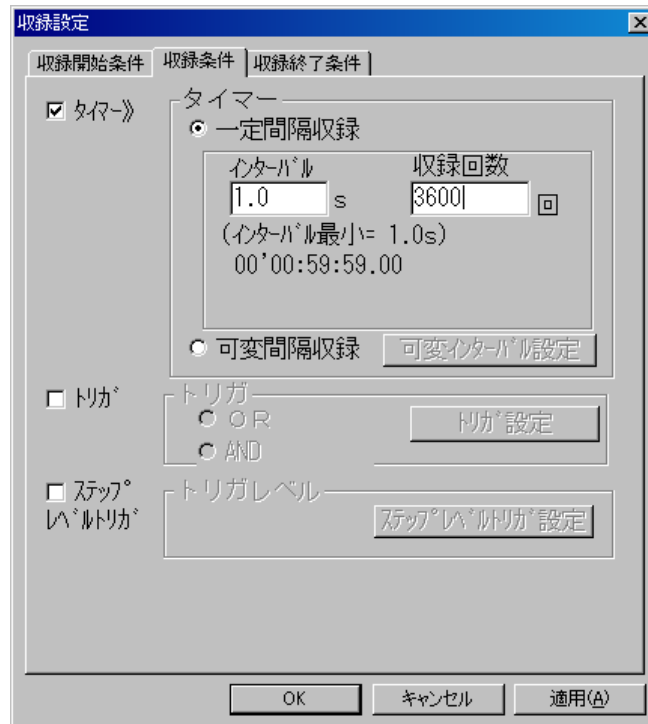 収録設定
収録開始条件 収録条件 収録終了条件
ﾀｲﾏｰ》
タイマー
一定間隔収録
ｲﾝﾀｰﾊﾞﾙ 収録回数
1.0 s 3600 回
(ｲﾝﾀｰﾊﾞﾙ最小= 1.0s)
00'00:59:59.00
可変間隔収録 可変ｲﾝﾀｰﾊﾞﾙ設定
ﾄﾘｶﾞ
トリガ
ＯＲ
AND
ﾄﾘｶﾞ設定
ｽﾃｯﾌﾟ
ﾚﾍﾞﾙﾄﾘｶﾞ
トリガレベル
ｽﾃｯﾌﾟﾚﾍﾞﾙﾄﾘｶﾞ設定
OK キャンセル 適用(A)